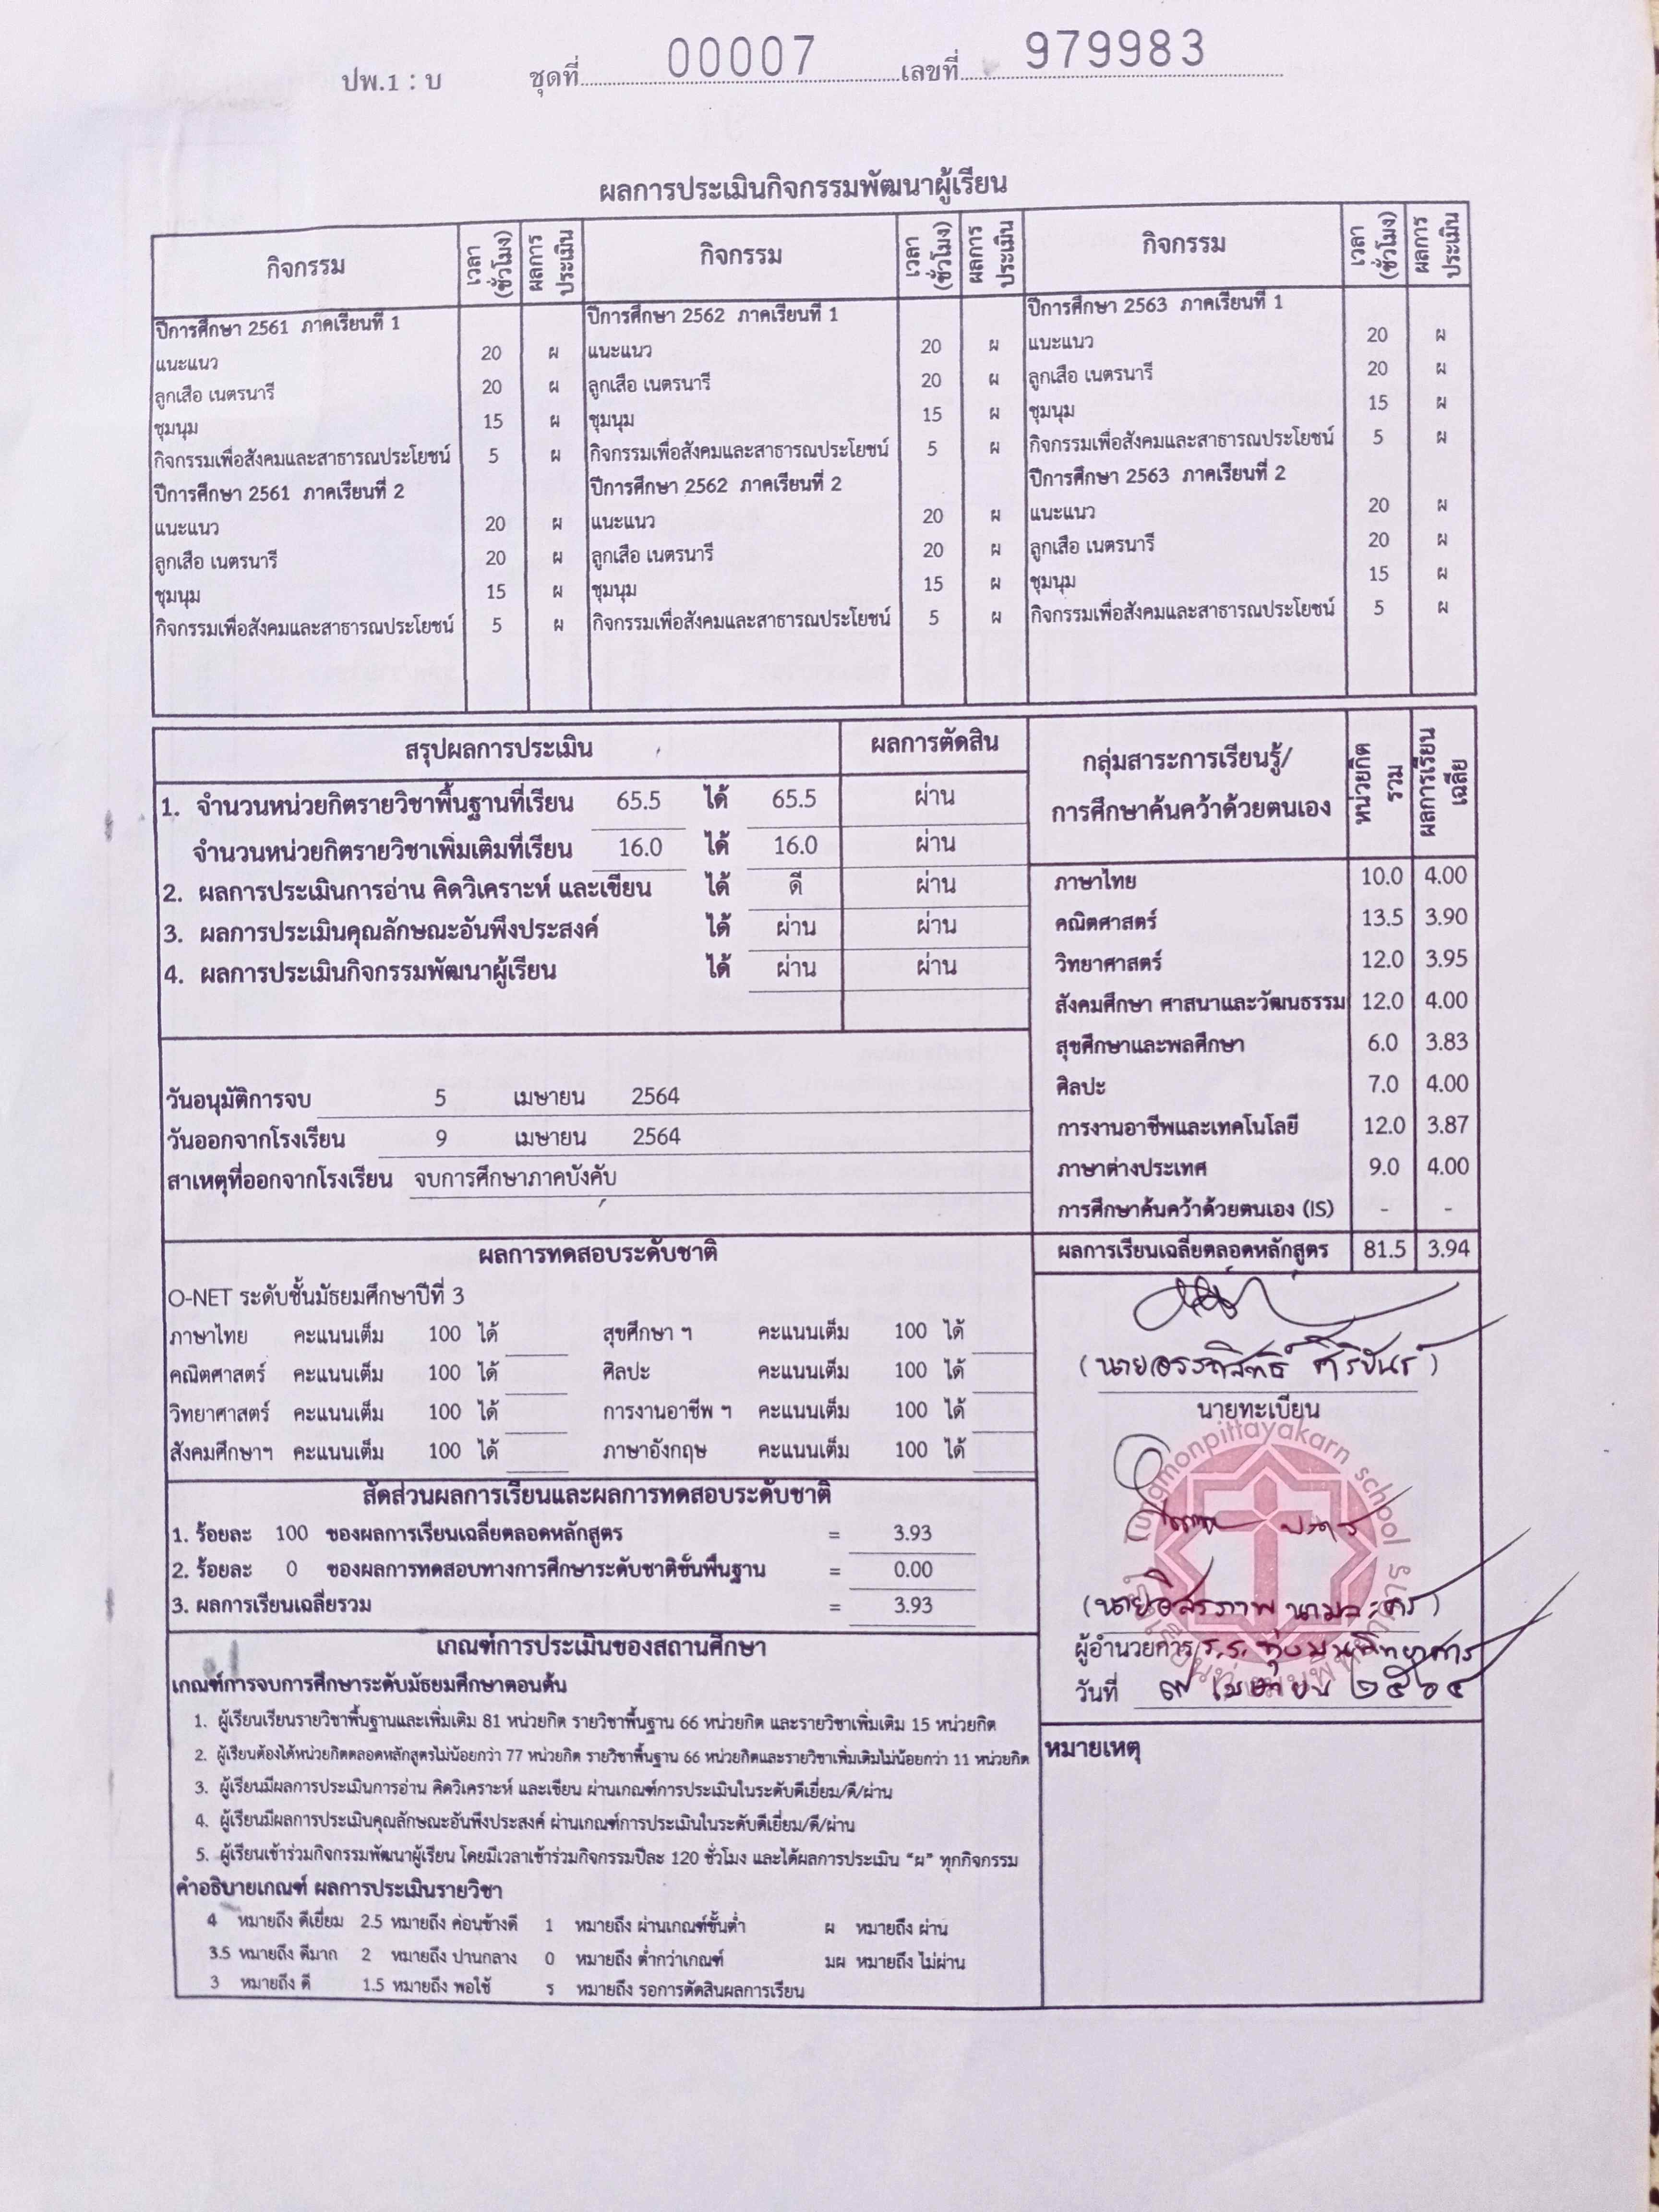 ปพ.1 : บ ชุดที่ 00007 เลขที่ 979983
ผลการประเมินกิจกรรมพัฒนาผู้เรียน
กิจกรรม เวลา (ชั่วโมง) ผลการประเมิน กิจกรรม เวลา (ชั่วโมง) ผลการประเมิน กิจกรรม เวลา (ชั่วโมง) ผลการประเมิน
ปีการศึกษา 2561 ภาคเรียนที่ 1 ปีการศึกษา 2562 ภาคเรียนที่ 1 ปีการศึกษา 2563 ภาคเรียนที่ 1
แนะแนว 20 ผ แนะแนว 20 ผ แนะแนว 20 ผ
ลูกเสือ เนตรนารี 20 ผ ลูกเสือ เนตรนารี 20 ผ ลูกเสือ เนตรนารี 20 ผ
ชุมนุม 15 ผ ชุมนุม 15 ผ ชุมนุม 15 ผ
กิจกรรมเพื่อสังคมและสาธารณประโยชน์ 5 ผ กิจกรรมเพื่อสังคมและสาธารณประโยชน์ 5 ผ กิจกรรมเพื่อสังคมและสาธารณประโยชน์ 5 ผ
ปีการศึกษา 2561 ภาคเรียนที่ 2 ปีการศึกษา 2562 ภาคเรียนที่ 2 ปีการศึกษา 2563 ภาคเรียนที่ 2
แนะแนว 20 ผ แนะแนว 20 ผ แนะแนว 20 ผ
ลูกเสือ เนตรนารี 20 ผ ลูกเสือ เนตรนารี 20 ผ ลูกเสือ เนตรนารี 20 ผ
ชุมนุม 15 ผ ชุมนุม 15 ผ ชุมนุม 15 ผ
กิจกรรมเพื่อสังคมและสาธารณประโยชน์ 5 ผ กิจกรรมเพื่อสังคมและสาธารณประโยชน์ 5 ผ กิจกรรมเพื่อสังคมและสาธารณประโยชน์ 5 ผ
สรุปผลการประเมิน ผลการตัดสิน
1. จำนวนหน่วยกิตรายวิชาพื้นฐานที่เรียน 65.5 ได้ 65.5 ผ่าน
จำนวนหน่วยกิตรายวิชาเพิ่มเติมที่เรียน 16.0 ได้ 16.0 ผ่าน
2. ผลการประเมินการอ่าน คิดวิเคราะห์ และเขียน ได้ ดี ผ่าน
3. ผลการประเมินคุณลักษณะอันพึงประสงค์ ได้ ผ่าน ผ่าน
4. ผลการประเมินกิจกรรมพัฒนาผู้เรียน ได้ ผ่าน ผ่าน
วันอนุมัติการจบ 5 เมษายน 2564
วันออกจากโรงเรียน 9 เมษายน 2564
สาเหตุที่ออกจากโรงเรียน จบการศึกษาภาคบังคับ
กลุ่มสาระการเรียนรู้/ หน่วยกิตรวม ผลการเรียนเฉลี่ย
การศึกษาค้นคว้าด้วยตนเอง
ภาษาไทย 10.0 4.00
คณิตศาสตร์ 13.5 3.90
วิทยาศาสตร์ 12.0 3.95
สังคมศึกษา ศาสนาและวัฒนธรรม 12.0 4.00
สุขศึกษาและพลศึกษา 6.0 3.83
ศิลปะ 7.0 4.00
การงานอาชีพและเทคโนโลยี 12.0 3.87
ภาษาต่างประเทศ 9.0 4.00
การศึกษาค้นคว้าด้วยตนเอง (IS) - -
ผลการเรียนเฉลี่ยตลอดหลักสูตร 81.5 3.94
ผลการทดสอบระดับชาติ
O-NET ระดับชั้นมัธยมศึกษาปีที่ 3
ภาษาไทย คะแนนเต็ม 100 ได้ สุขศึกษา ฯ คะแนนเต็ม 100 ได้
คณิตศาสตร์ คะแนนเต็ม 100 ได้ ศิลปะ คะแนนเต็ม 100 ได้
วิทยาศาสตร์ คะแนนเต็ม 100 ได้ การงานอาชีพ ฯ คะแนนเต็ม 100 ได้
สังคมศึกษาฯ คะแนนเต็ม 100 ได้ ภาษาอังกฤษ คะแนนเต็ม 100 ได้
สัดส่วนผลการเรียนและผลการทดสอบระดับชาติ
1. ร้อยละ 100 ของผลการเรียนเฉลี่ยตลอดหลักสูตร = 3.93
2. ร้อยละ 0 ของผลการทดสอบทางการศึกษาระดับชาติขั้นพื้นฐาน = 0.00
3. ผลการเรียนเฉลี่ยรวม = 3.93
เกณฑ์การประเมินของสถานศึกษา
เกณฑ์การจบการศึกษาระดับมัธยมศึกษาตอนต้น
1. ผู้เรียนเรียนรายวิชาพื้นฐานและเพิ่มเติม 81 หน่วยกิต รายวิชาพื้นฐาน 66 หน่วยกิต และรายวิชาเพิ่มเติม 15 หน่วยกิต
2. ผู้เรียนต้องได้หน่วยกิตตลอดหลักสูตรไม่น้อยกว่า 77 หน่วยกิต รายวิชาพื้นฐาน 66 หน่วยกิตและรายวิชาเพิ่มเติมไม่น้อยกว่า 11 หน่วยกิต
3. ผู้เรียนมีผลการประเมินการอ่าน คิดวิเคราะห์ และเขียน ผ่านเกณฑ์การประเมินในระดับดีเยี่ยม/ดี/ผ่าน
4. ผู้เรียนมีผลการประเมินคุณลักษณะอันพึงประสงค์ ผ่านเกณฑ์การประเมินในระดับดีเยี่ยม/ดี/ผ่าน
5. ผู้เรียนเข้าร่วมกิจกรรมพัฒนาผู้เรียน โดยมีเวลาเข้าร่วมกิจกรรมปีละ 120 ชั่วโมง และได้ผลการประเมิน “ผ” ทุกกิจกรรม
คำอธิบายเกณฑ์ ผลการประเมินรายวิชา
4 หมายถึง ดีเยี่ยม 2.5 หมายถึง ค่อนข้างดี 1 หมายถึง ผ่านเกณฑ์ขั้นต่ำ ผ หมายถึง ผ่าน
3.5 หมายถึง ดีมาก 2 หมายถึง ปานกลาง 0 หมายถึง ต่ำกว่าเกณฑ์ มผ หมายถึง ไม่ผ่าน
3 หมายถึง ดี 1.5 หมายถึง พอใช้ ร หมายถึง รอการตัดสินผลการเรียน
(นายอรรถสิทธิ์ ศิริขันธ์)
นายทะเบียน
Tungmonpittayakarn school
(นายอิสรภาพ นามละคร)
ผู้อำนวยการ ร.ร.ทุ่งมนพิทยาคาร
วันที่ ๙ เมษายน ๒๕๖๔
หมายเหตุ